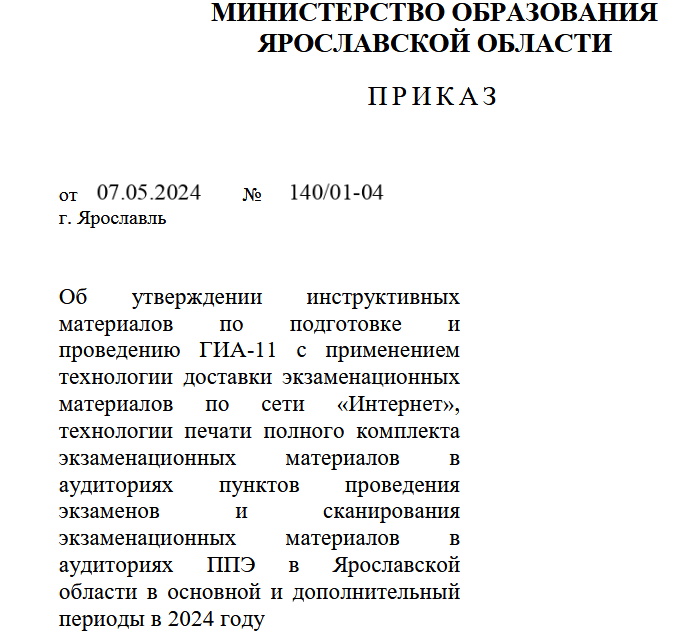 МИНИСТЕРСТВО ОБРАЗОВАНИЯ
ЯРОСЛАВСКОЙ ОБЛАСТИ
ПРИКАЗ
от 07.05.2024 № 140/01-04
г. Ярославль
Об утверждении инструктивных
материалов по подготовке и
проведению ГИА-11 с применением
технологии доставки экзаменационных
материалов по сети «Интернет»,
технологии печати полного комплекта
экзаменационных материалов в
аудиториях пунктов проведения
экзаменов и сканирования
экзаменационных материалов в
аудиториях ППЭ в Ярославской
области в основной и дополнительный
периоды в 2024 году